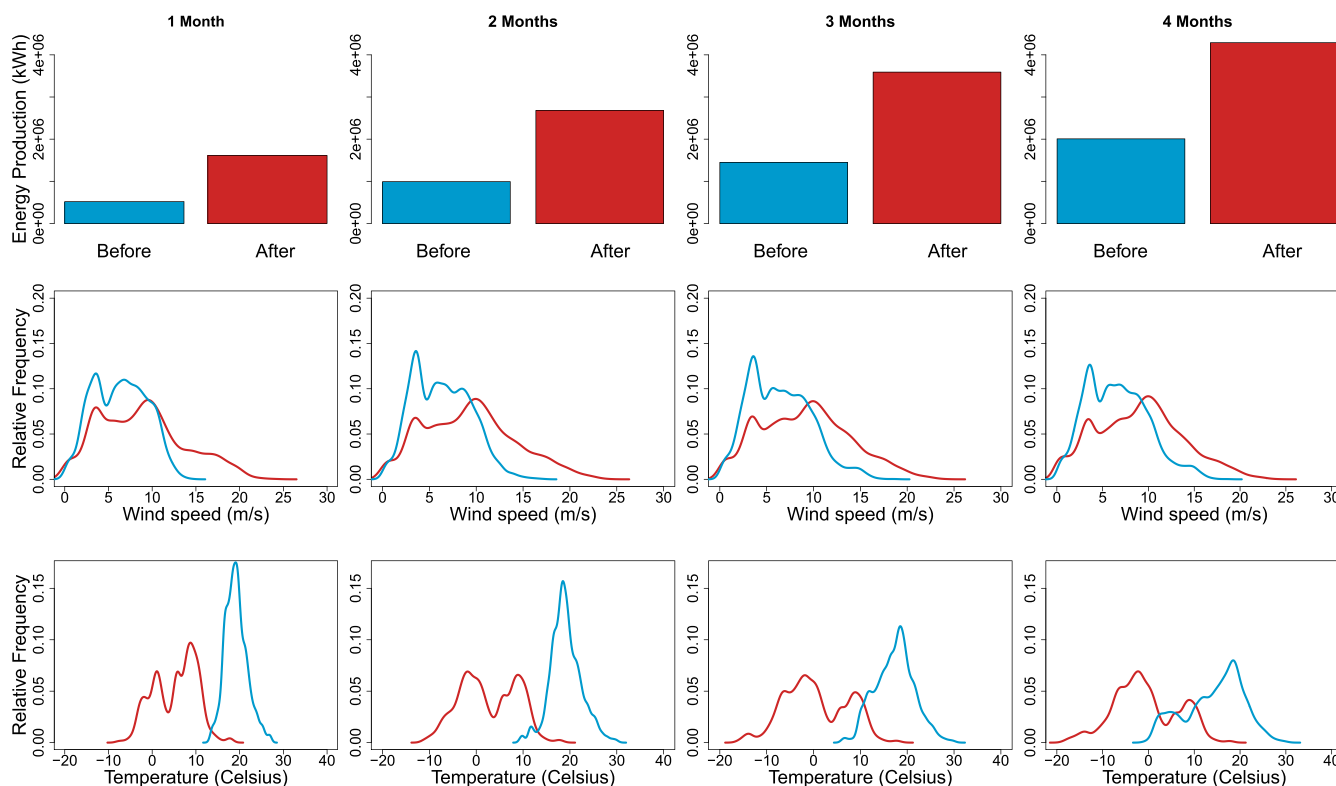 1 Month 2 Months 3 Months 4 Months
Energy Production (kWh)
0e+00 2e+06 4e+06
0e+00 2e+06 4e+06
0e+00 2e+06 4e+06
0e+00 2e+06 4e+06
Before After Before After Before After Before After
Relative Frequency
0.00 0.05 0.10 0.15 0.20
0.00 0.05 0.10 0.15 0.20
0.00 0.05 0.10 0.15 0.20
0.00 0.05 0.10 0.15 0.20
0 5 10 15 20 25 30
0 5 10 15 20 25 30
0 5 10 15 20 25 30
0 5 10 15 20 25 30
Wind speed (m/s) Wind speed (m/s) Wind speed (m/s) Wind speed (m/s)
Relative Frequency
0.00 0.05 0.10 0.15
0.00 0.05 0.10 0.15
0.00 0.05 0.10 0.15
0.00 0.05 0.10 0.15
−20 −10 0 10 20 30 40
−20 −10 0 10 20 30 40
−20 −10 0 10 20 30 40
−20 −10 0 10 20 30 40
Temperature (Celsius) Temperature (Celsius) Temperature (Celsius) Temperature (Celsius)